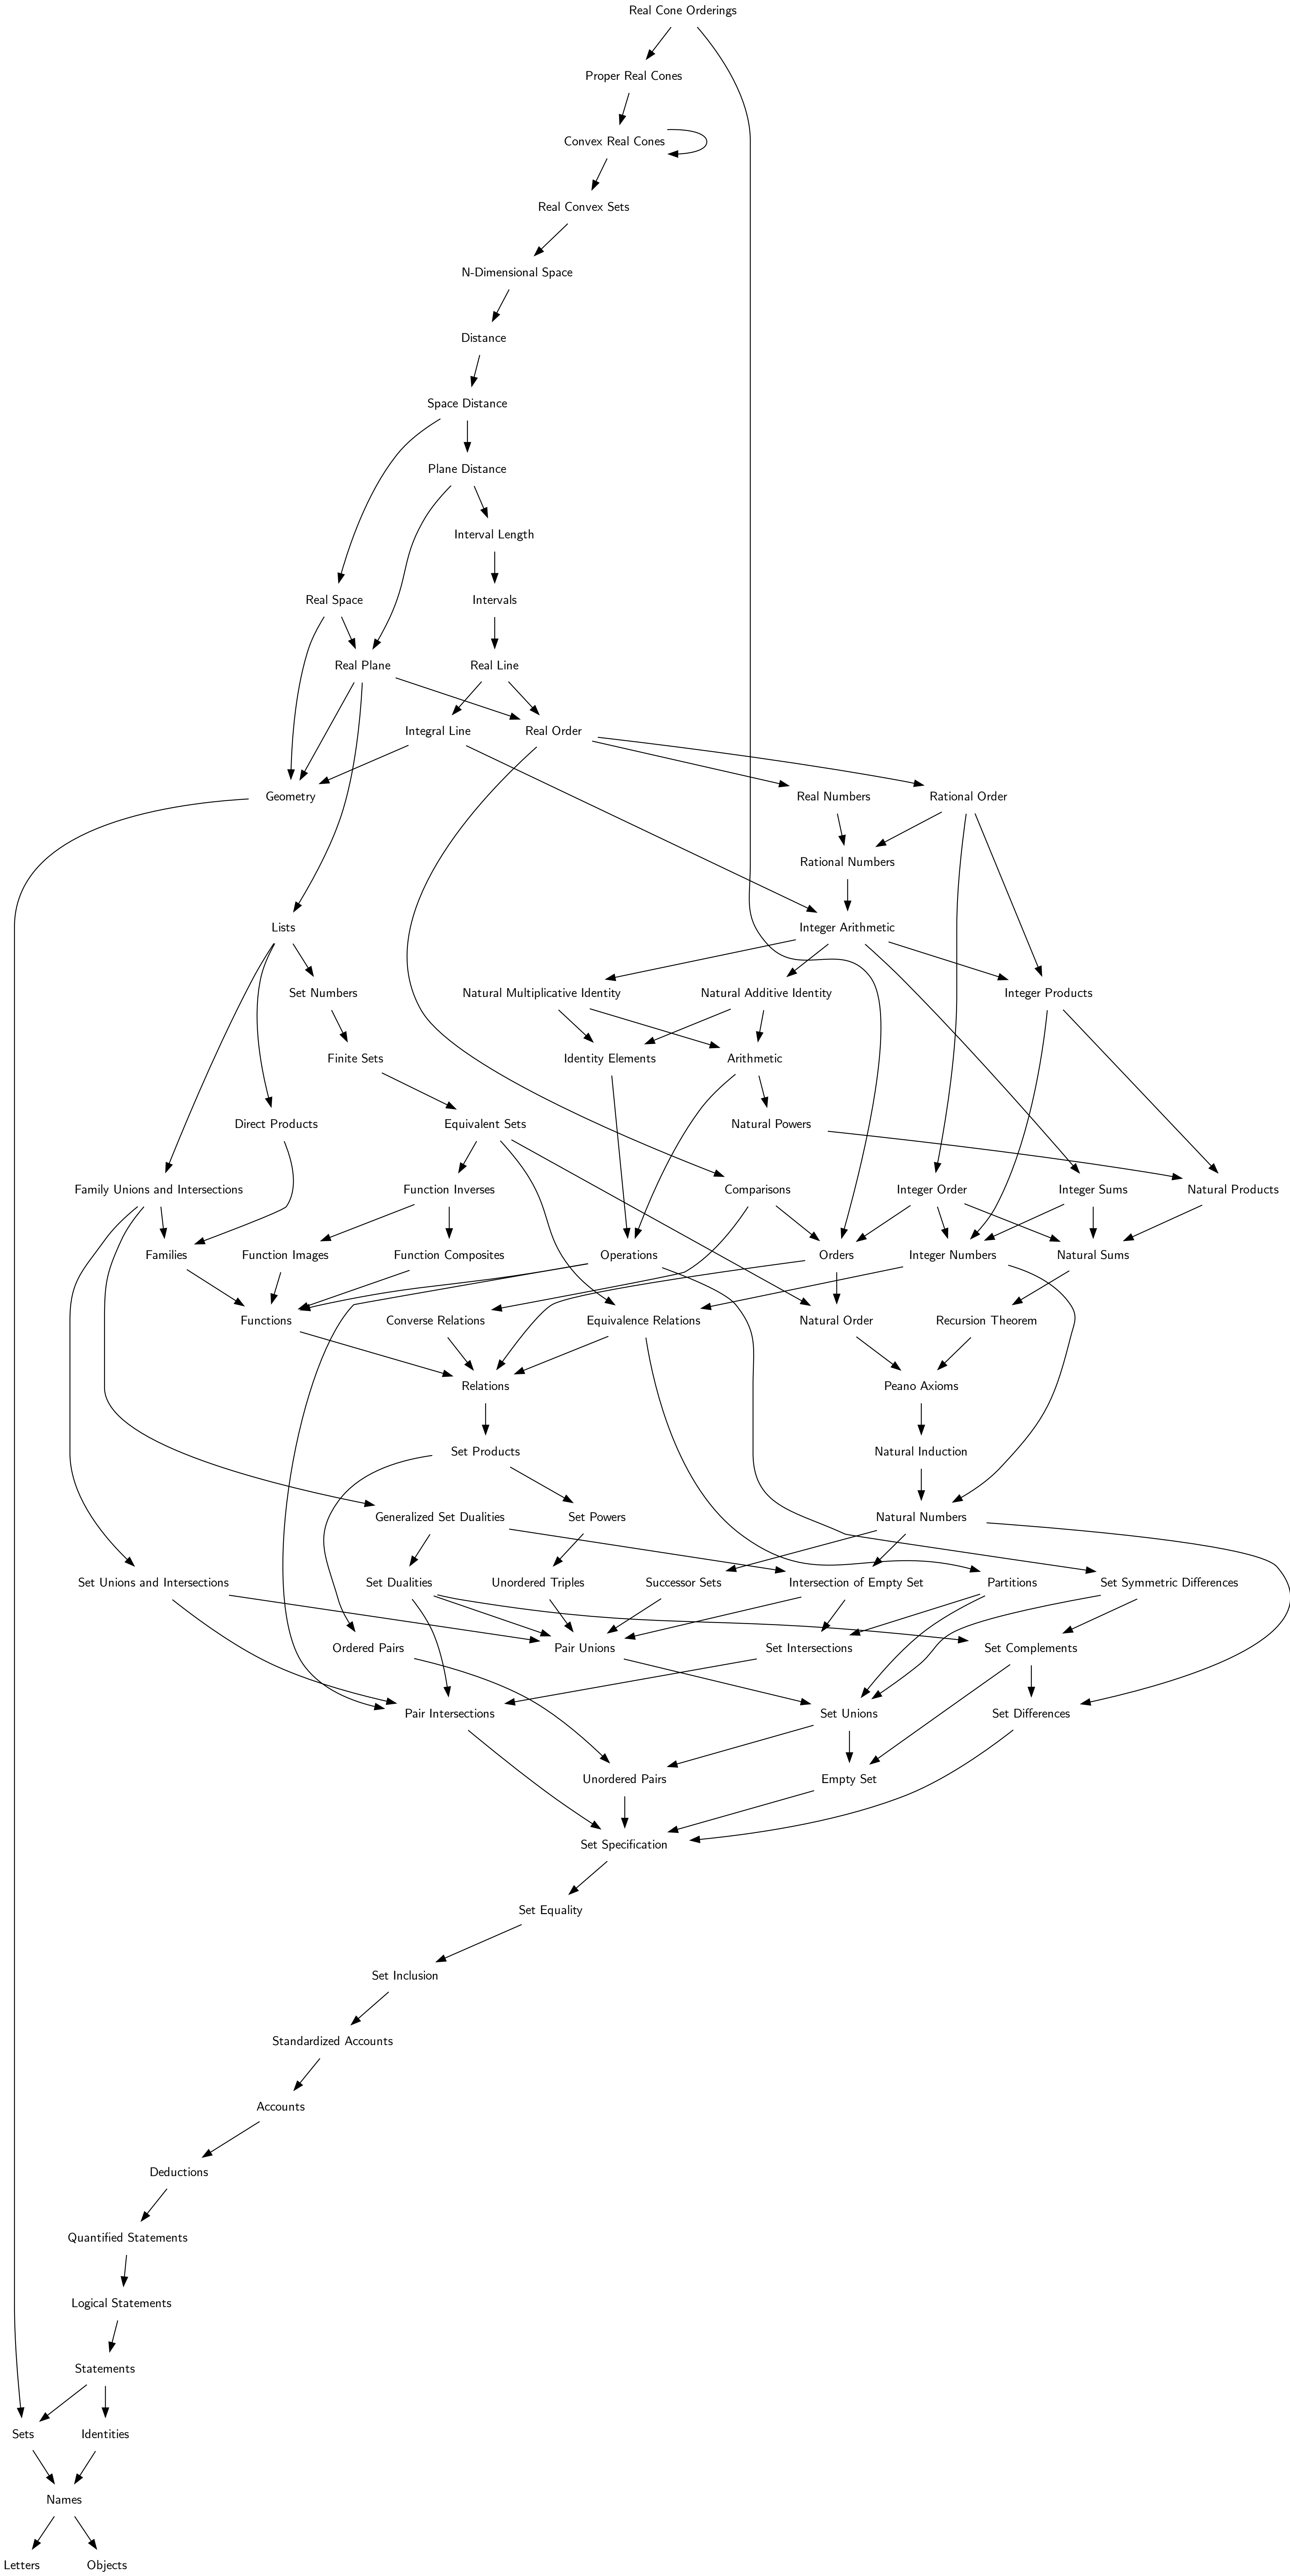 Real Cone Orderings
Proper Real Cones
Convex Real Cones
Real Convex Sets
N-Dimensional Space
Distance
Space Distance
Plane Distance
Interval Length
Real Space
Intervals
Real Plane
Real Line
Integral Line
Real Order
Geometry
Real Numbers
Rational Order
Rational Numbers
Lists
Integer Arithmetic
Set Numbers
Natural Multiplicative Identity
Natural Additive Identity
Integer Products
Finite Sets
Identity Elements
Arithmetic
Direct Products
Equivalent Sets
Natural Powers
Family Unions and Intersections
Function Inverses
Comparisons
Integer Order
Integer Sums
Natural Products
Families
Function Images
Function Composites
Operations
Orders
Integer Numbers
Natural Sums
Functions
Converse Relations
Equivalence Relations
Natural Order
Recursion Theorem
Relations
Peano Axioms
Set Products
Natural Induction
Generalized Set Dualities
Set Powers
Natural Numbers
Set Unions and Intersections
Set Dualities
Unordered Triples
Successor Sets
Intersection of Empty Set
Partitions
Set Symmetric Differences
Ordered Pairs
Pair Unions
Set Intersections
Set Complements
Pair Intersections
Set Unions
Set Differences
Unordered Pairs
Empty Set
Set Specification
Set Equality
Set Inclusion
Standardized Accounts
Accounts
Deductions
Quantified Statements
Logical Statements
Statements
Sets
Identities
Names
Letters
Objects